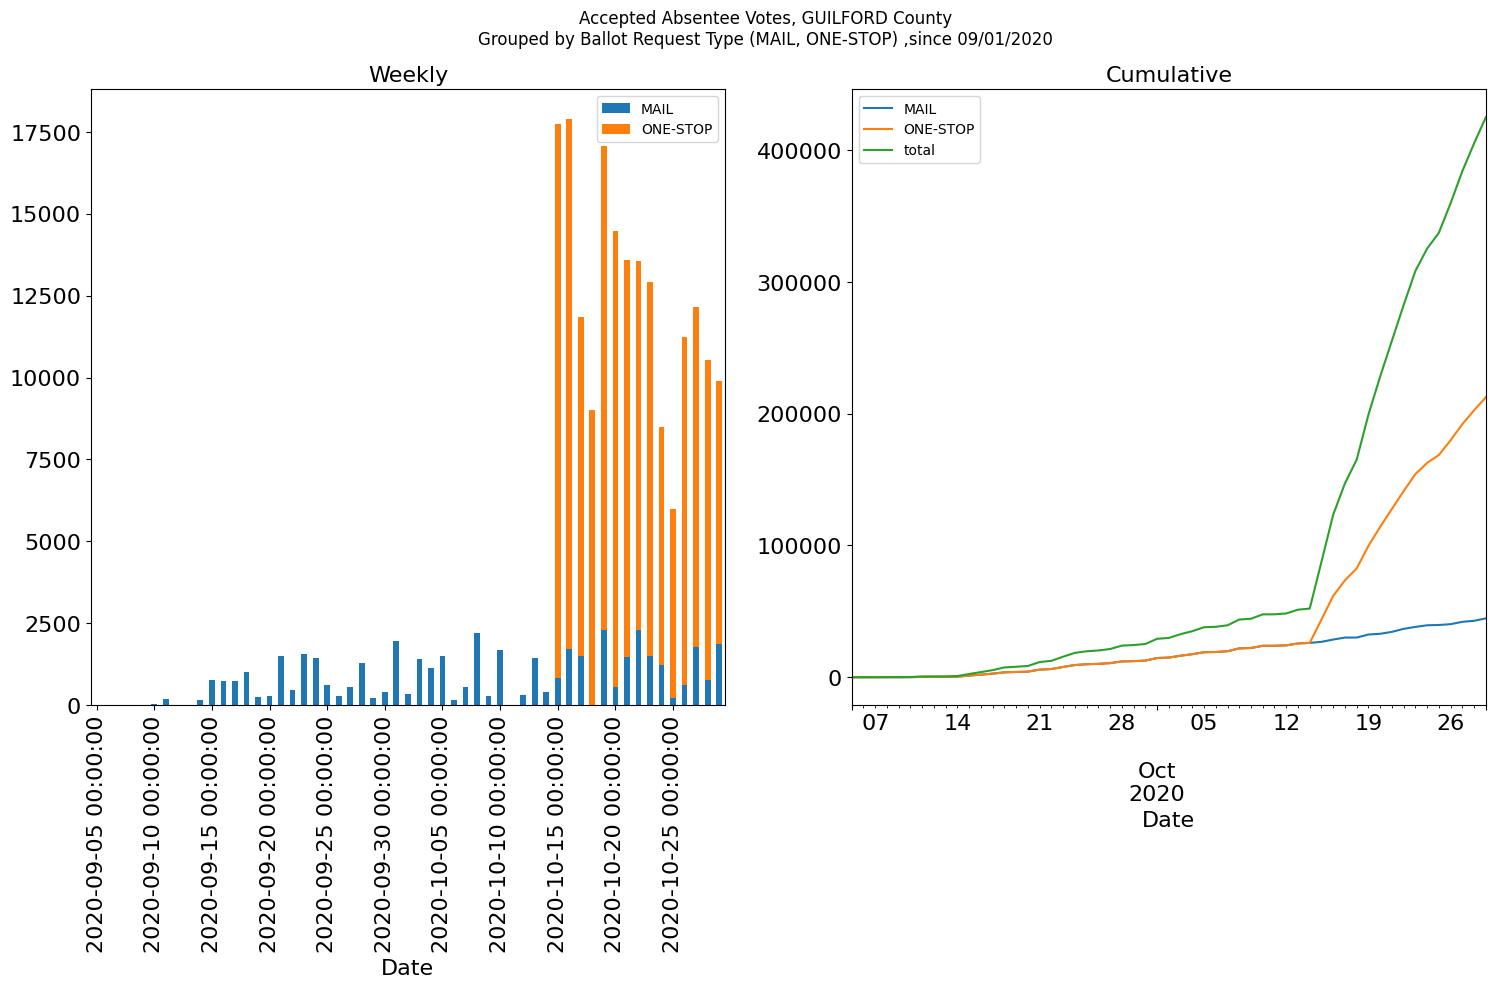 Accepted Absentee Votes, GUILFORD County
Grouped by Ballot Request Type (MAIL, ONE-STOP) ,since 09/01/2020
Weekly
MAIL
ONE-STOP
17500
15000
12500
10000
7500
5000
2500
0
2020-09-05 00:00:00
2020-09-10 00:00:00
2020-09-15 00:00:00
2020-09-20 00:00:00
2020-09-25 00:00:00
2020-09-30 00:00:00
2020-10-05 00:00:00
2020-10-10 00:00:00
2020-10-15 00:00:00
2020-10-20 00:00:00
2020-10-25 00:00:00
Date
Cumulative
MAIL
ONE-STOP
total
400000
300000
200000
100000
0
07 14 21 28 05 12 19 26
Oct
2020
Date